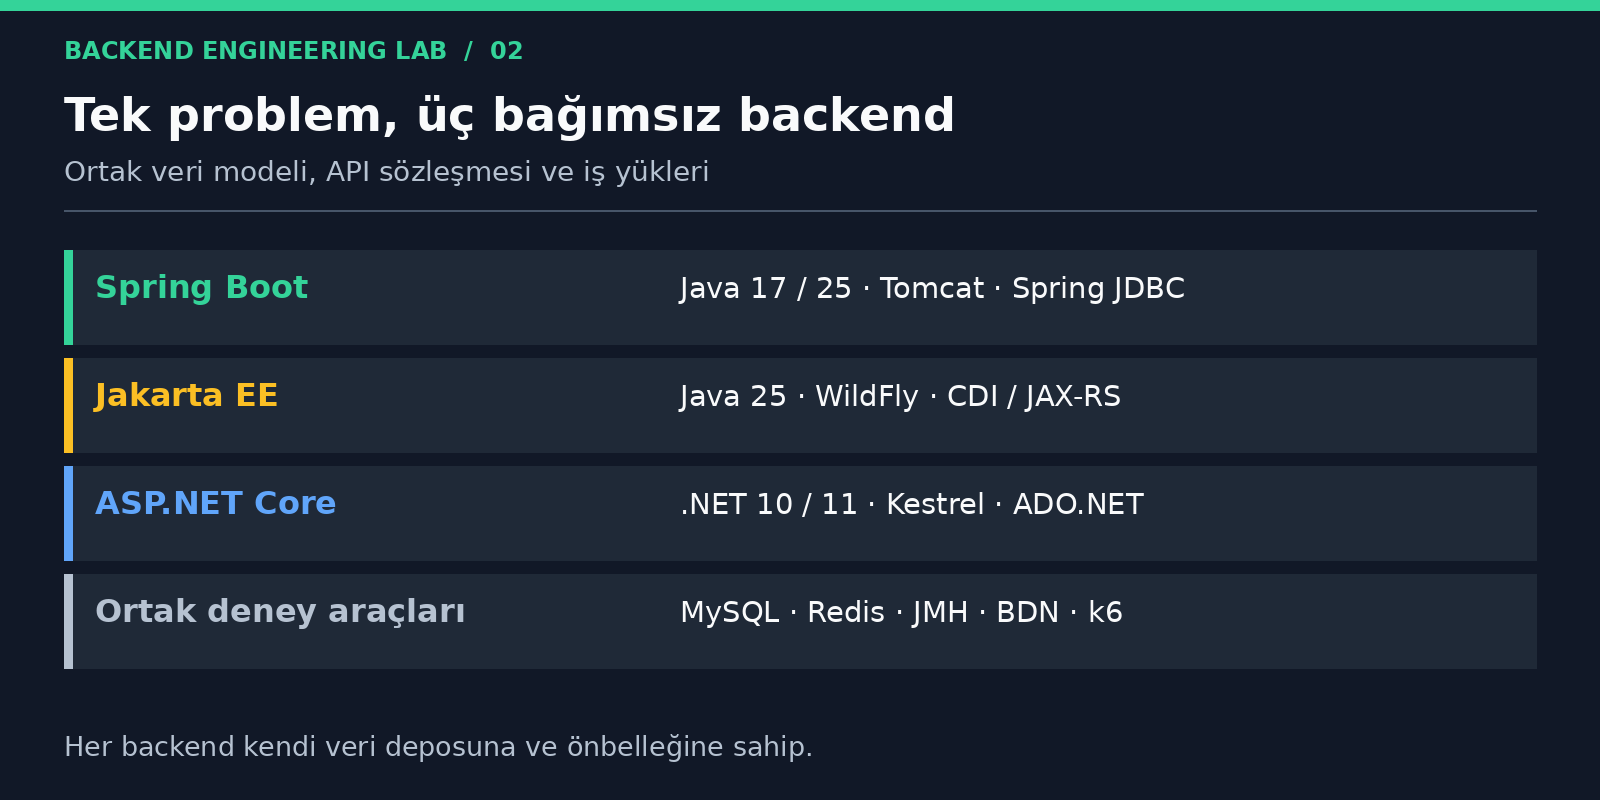 BACKEND ENGINEERING LAB / 02
Tek problem, üç bağımsız backend
Ortak veri modeli, API sözleşmesi ve iş yükleri
Spring Boot
Java 17 / 25 · Tomcat · Spring JDBC
Jakarta EE
Java 25 · WildFly · CDI / JAX-RS
ASP.NET Core
.NET 10 / 11 · Kestrel · ADO.NET
Ortak deney araçları
MySQL · Redis · JMH · BDN · k6
Her backend kendi veri deposuna ve önbelleğine sahip.